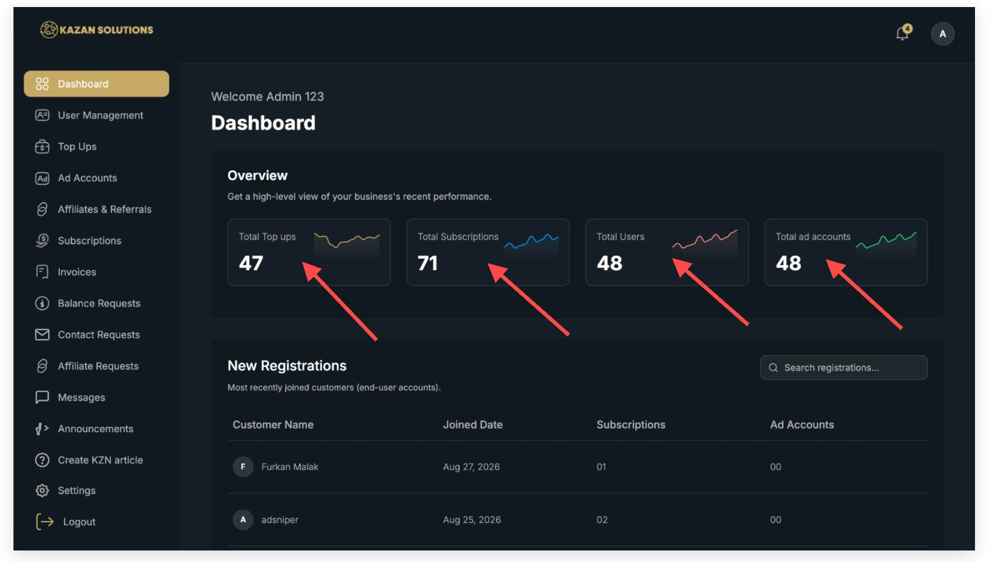 KAZAN SOLUTIONS
4
A
Dashboard
User Management
Top Ups
Ad Accounts
Affiliates & Referrals
Subscriptions
Invoices
Balance Requests
Contact Requests
Affiliate Requests
Messages
Announcements
Create KZN article
Settings
Logout
Welcome Admin 123
Dashboard
Overview
Get a high-level view of your business's recent performance.
Total Top ups
47
Total Subscriptions
71
Total Users
48
Total ad accounts
48
New Registrations
Most recently joined customers (end-user accounts).
Search registrations...
Customer Name Joined Date Subscriptions Ad Accounts
F Furkan Malak Aug 27, 2026 01 00
A adsniper Aug 25, 2026 02 00